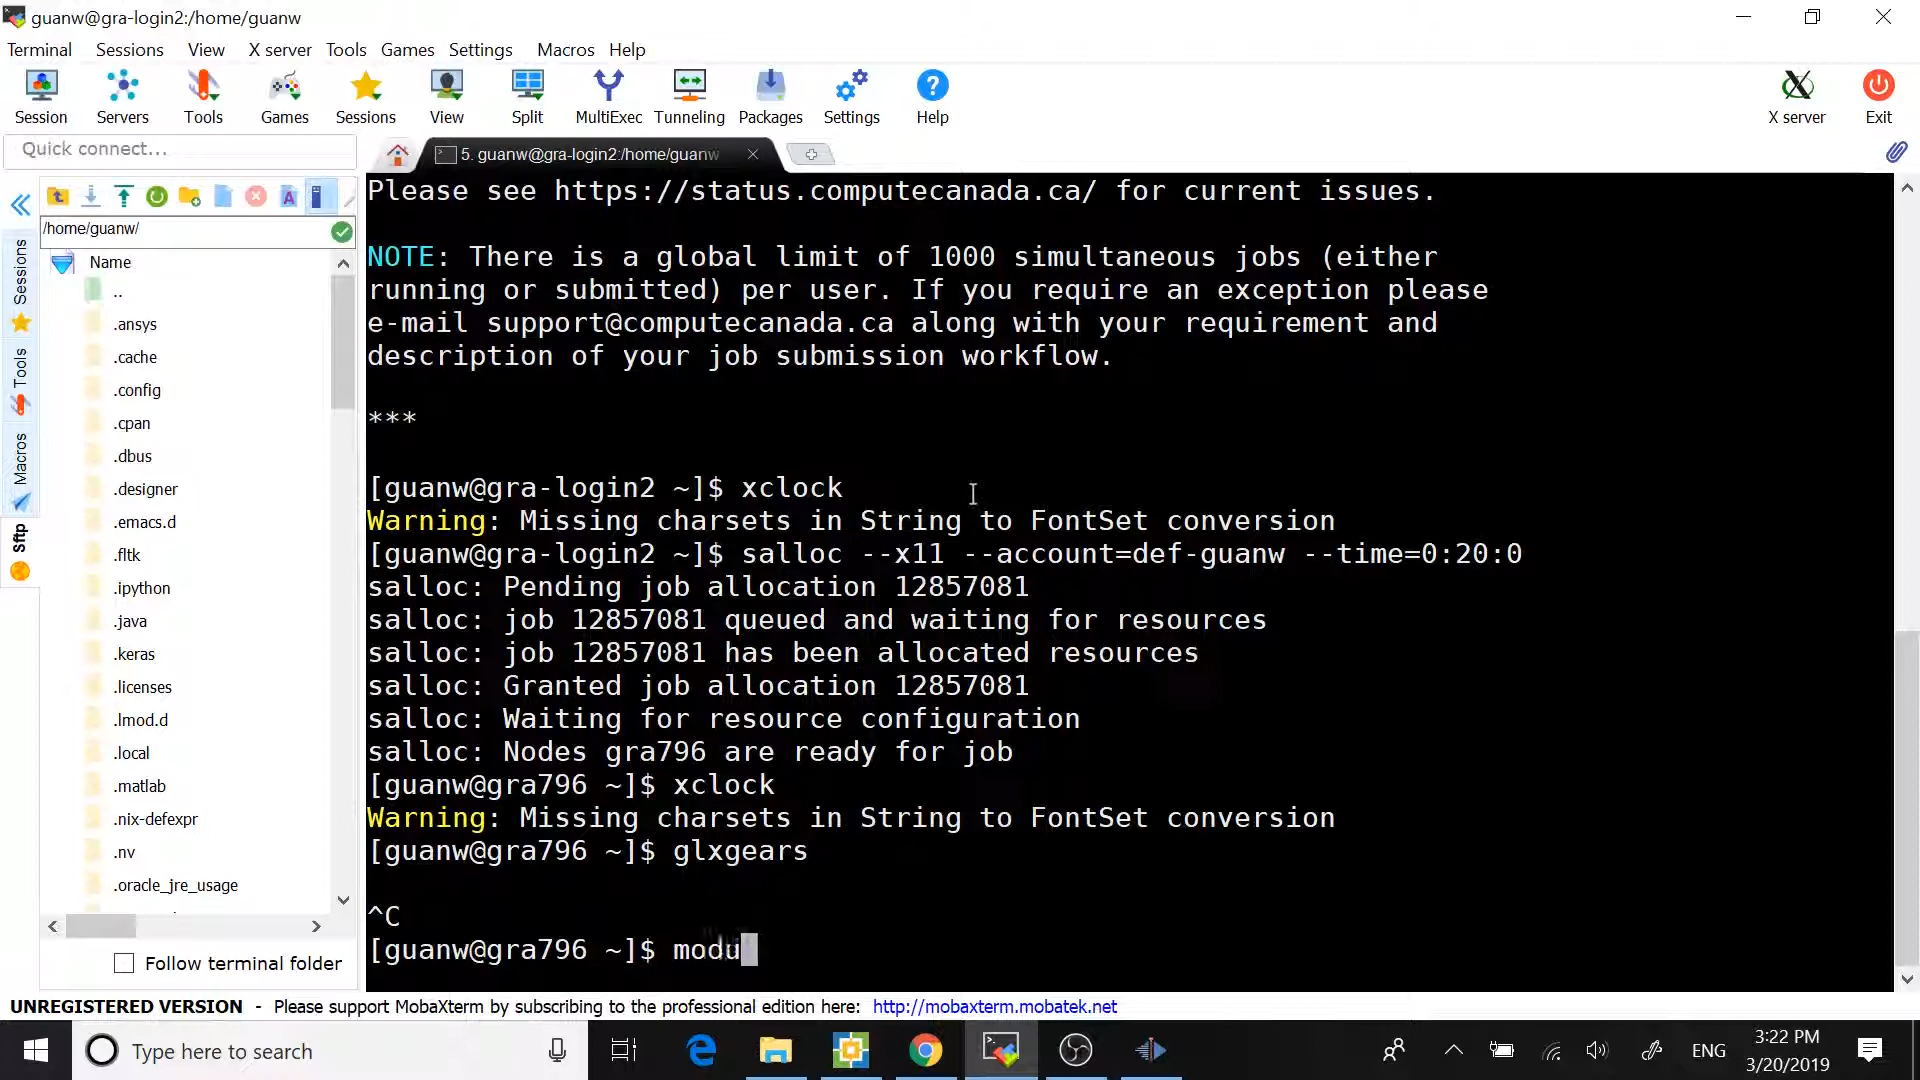 guanw@gra-login2:/home/guanw
Terminal Sessions View X server Tools Games Settings Macros Help
Session Servers Tools Games Sessions View Split MultiExec Tunneling Packages Settings Help X server Exit
Quick connect...
5. guanw@gra-login2:/home/guanw
/home/guanw/
Name
..
.ansys
.cache
.config
.cpan
.dbus
.designer
.emacs.d
.fltk
.ipython
.java
.keras
.licenses
.lmod.d
.local
.matlab
.nix-defexpr
.nv
.oracle_jre_usage
Follow terminal folder
Sessions
Tools
Macros
Sftp
Please see https://status.computecanada.ca/ for current issues.
NOTE: There is a global limit of 1000 simultaneous jobs (either
running or submitted) per user. If you require an exception please
e-mail support@computecanada.ca along with your requirement and
description of your job submission workflow.
***
[guanw@gra-login2 ~]$ xclock
Warning: Missing charsets in String to FontSet conversion
[guanw@gra-login2 ~]$ salloc --x11 --account=def-guanw --time=0:20:0
salloc: Pending job allocation 12857081
salloc: job 12857081 queued and waiting for resources
salloc: job 12857081 has been allocated resources
salloc: Granted job allocation 12857081
salloc: Waiting for resource configuration
salloc: Nodes gra796 are ready for job
[guanw@gra796 ~]$ xclock
Warning: Missing charsets in String to FontSet conversion
[guanw@gra796 ~]$ glxgears
^C
[guanw@gra796 ~]$ modu
UNREGISTERED VERSION - Please support MobaXterm by subscribing to the professional edition here: http://mobaxterm.mobatek.net
Type here to search
ENG
3:22 PM
3/20/2019